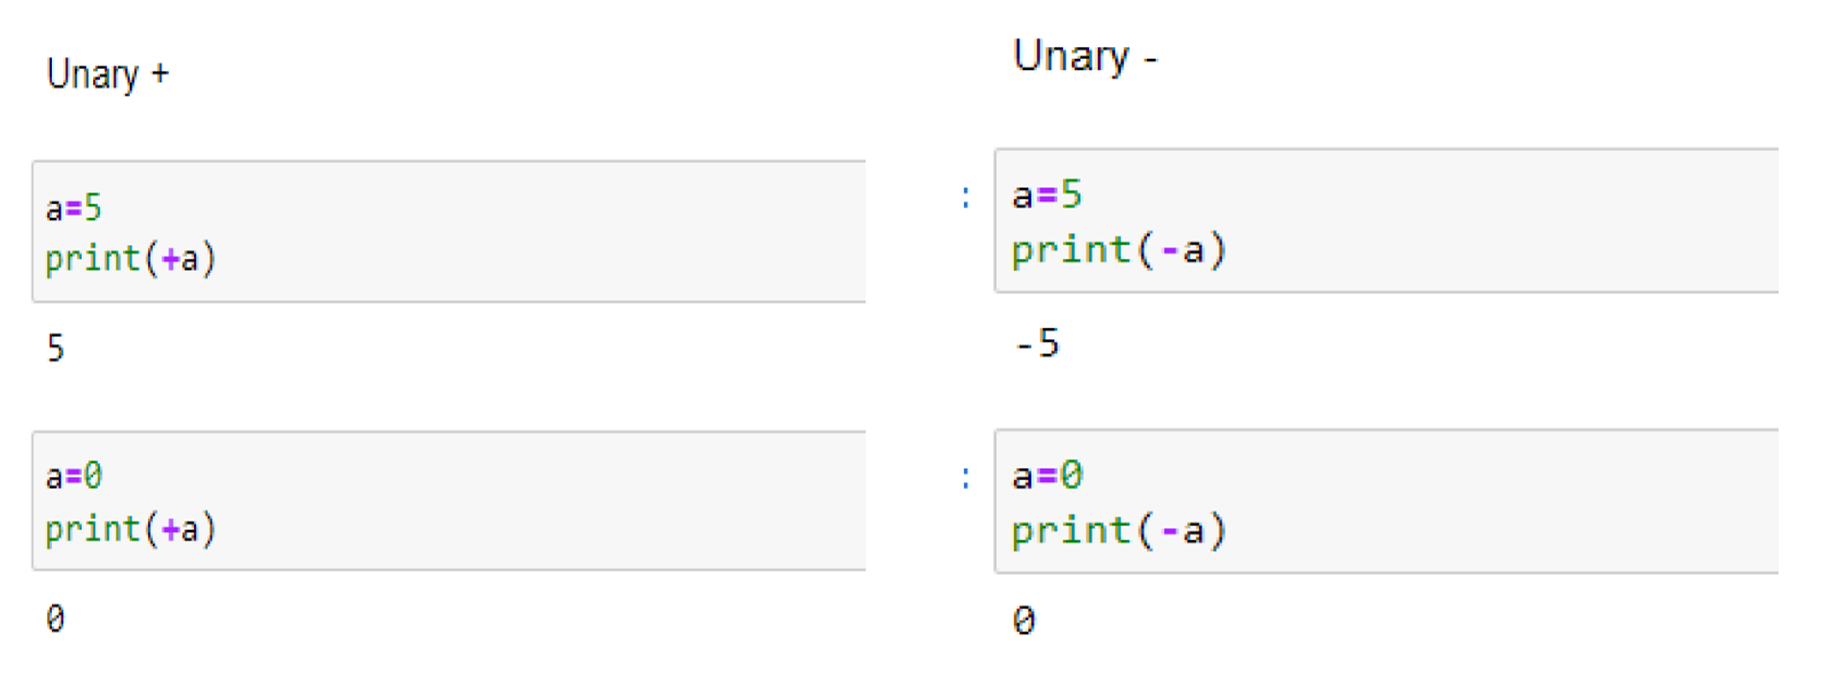 Unary +
a=5
print(+a)
5
a=0
print(+a)
0
Unary -
:
a=5
print(-a)
-5
:
a=0
print(-a)
0